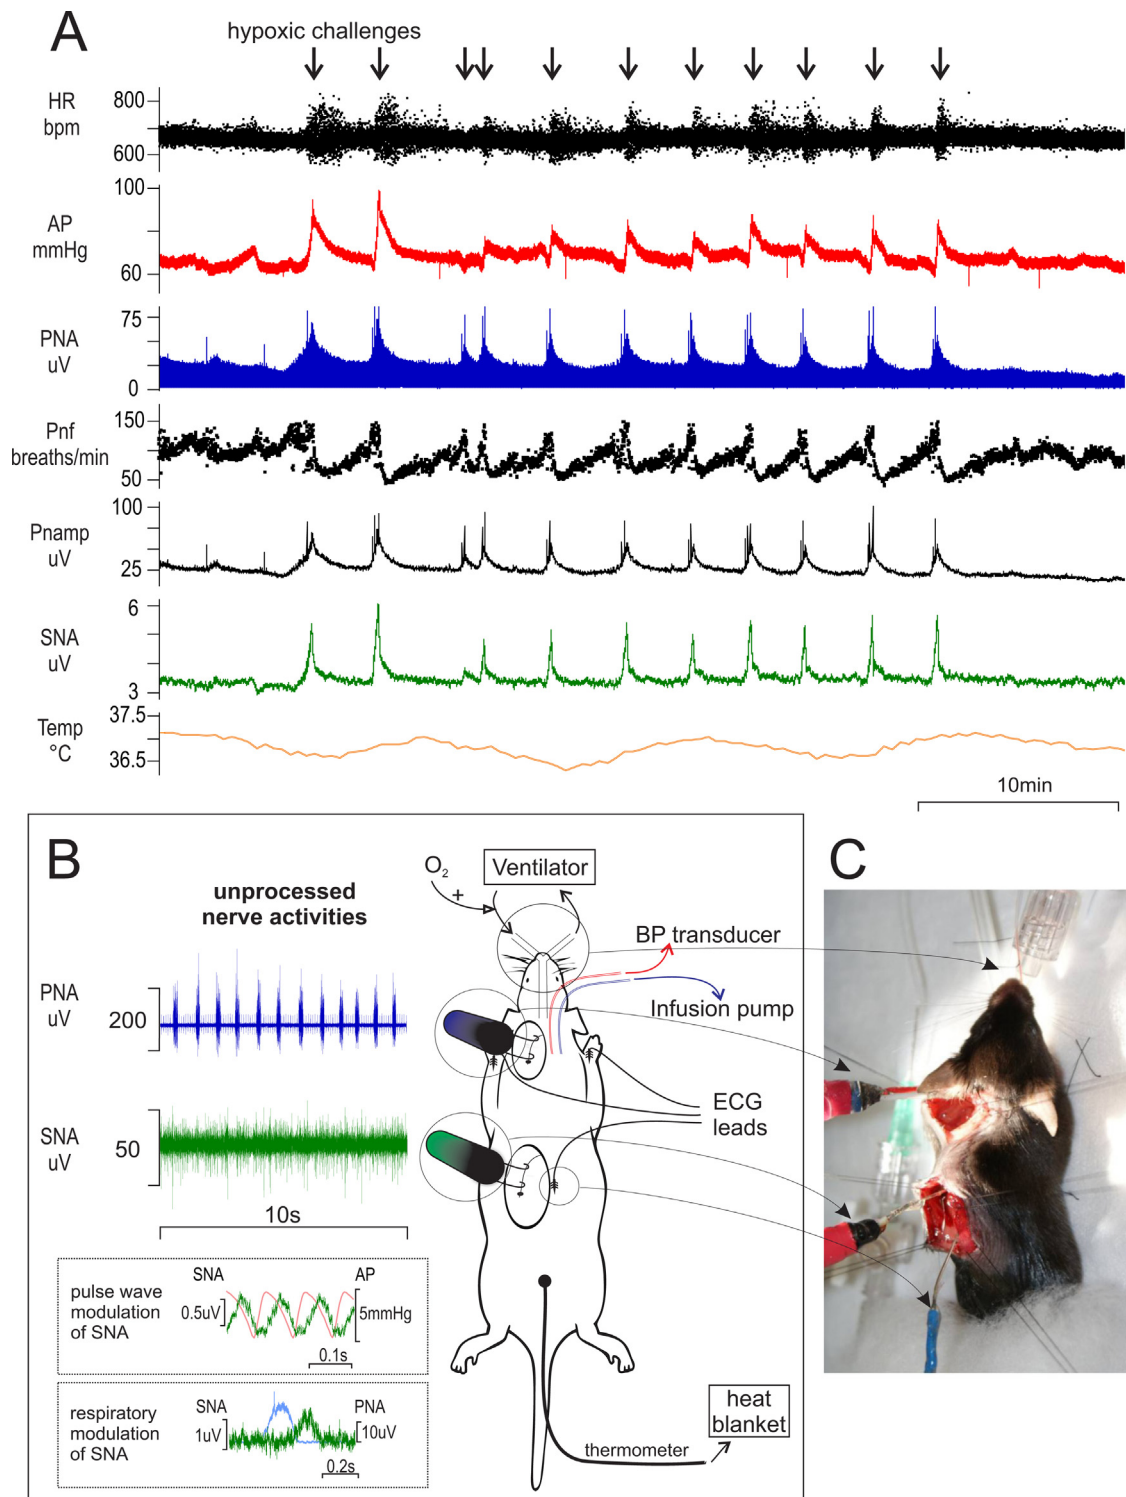 A
hypoxic challenges
HR
bpm
800
600
AP
mmHg
100
60
PNA
uV
75
0
Pnf
breaths/min
150
50
Pnamp
uV
100
25
SNA
uV
6
3
Temp
°C
37.5
36.5
10min
B
unprocessed
nerve activities
PNA
uV
200
SNA
uV
50
10s
pulse wave
modulation
of SNA
SNA
AP
0.5uV
5mmHg
0.1s
respiratory
modulation
of SNA
SNA
PNA
1uV
10uV
0.2s
O2
+
Ventilator
BP transducer
Infusion pump
ECG
leads
thermometer
heat
blanket
C